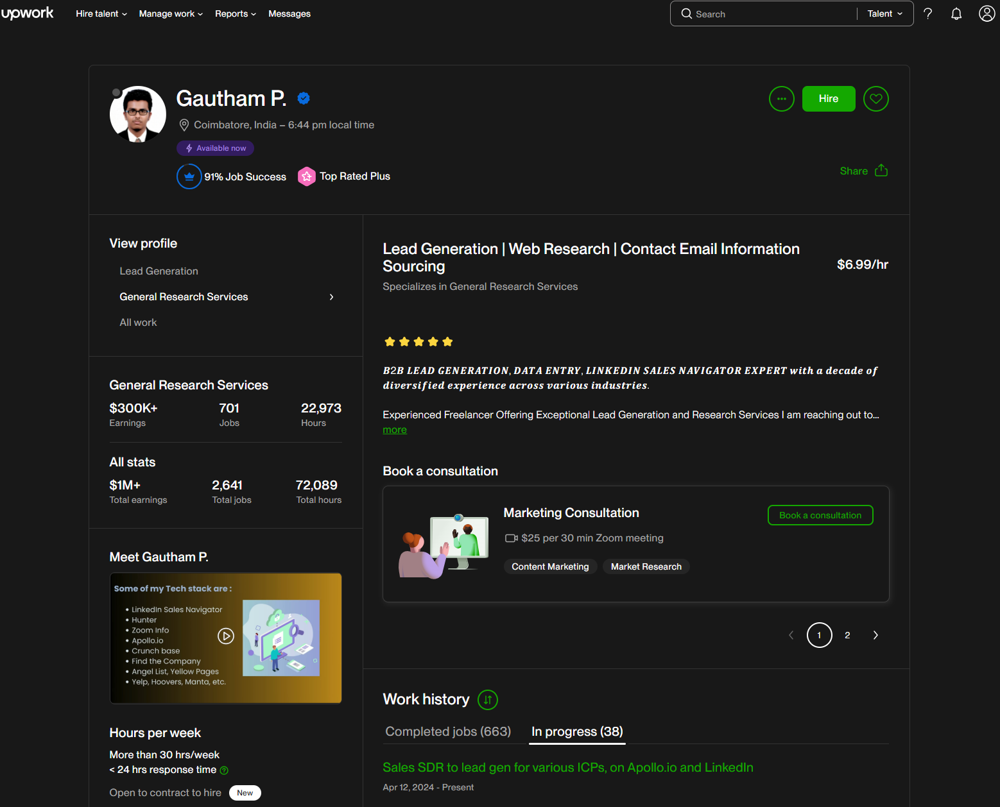 upwork
Hire talent
Manage work
Reports
Messages
Search
Talent
Gautham P.
Coimbatore, India – 6:44 pm local time
Available now
91% Job Success
Top Rated Plus
Hire
Share
View profile
Lead Generation
General Research Services
All work
General Research Services
$300K+ 701 22,973
Earnings Jobs Hours
All stats
$1M+ 2,641 72,089
Total earnings Total jobs Total hours
Meet Gautham P.
Some of my Tech stack are :
• LinkedIn Sales Navigator
• Hunter
• Zoom Info
• Apollo.io
• Crunch base
• Find the Company
• Angel List, Yellow Pages
• Yelp, Hoovers, Manta, etc.
Hours per week
More than 30 hrs/week
< 24 hrs response time
Open to contract to hire New
Lead Generation | Web Research | Contact Email Information
Sourcing
$6.99/hr
Specializes in General Research Services
B2B LEAD GENERATION, DATA ENTRY, LINKEDIN SALES NAVIGATOR EXPERT with a decade of
diversified experience across various industries.
Experienced Freelancer Offering Exceptional Lead Generation and Research Services I am reaching out to...
more
Book a consultation
Marketing Consultation
Book a consultation
$25 per 30 min Zoom meeting
Content Marketing Market Research
1 2
Work history
Completed jobs (663) In progress (38)
Sales SDR to lead gen for various ICPs, on Apollo.io and LinkedIn
Apr 12, 2024 - Present